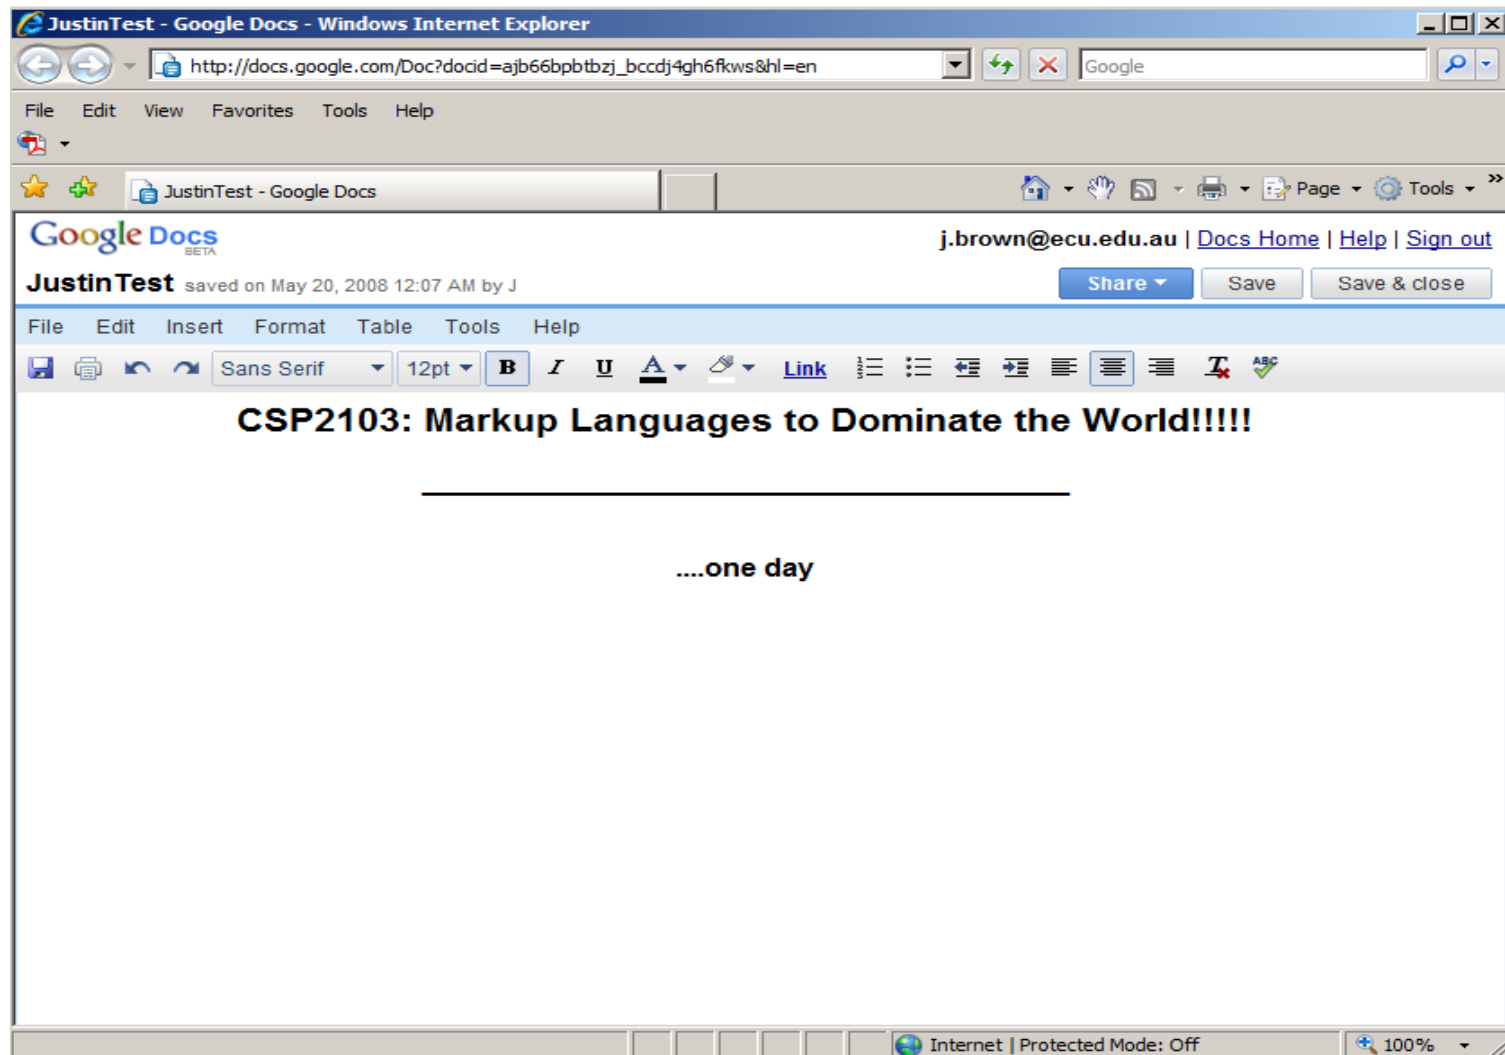 JustinTest - Google Docs - Windows Internet Explorer
http://docs.google.com/Doc?docid=ajb66bpbtbzj_bccdj4gh6fkws&hl=en Google
File Edit View Favorites Tools Help
JustinTest - Google Docs Page Tools »
Google Docs BETA j.brown@ecu.edu.au | Docs Home | Help | Sign out
JustinTest saved on May 20, 2008 12:07 AM by J Share Save Save & close
File Edit Insert Format Table Tools Help
Sans Serif 12pt B I U A Link ABC
CSP2103: Markup Languages to Dominate the World!!!!!
....one day
Internet | Protected Mode: Off 100%